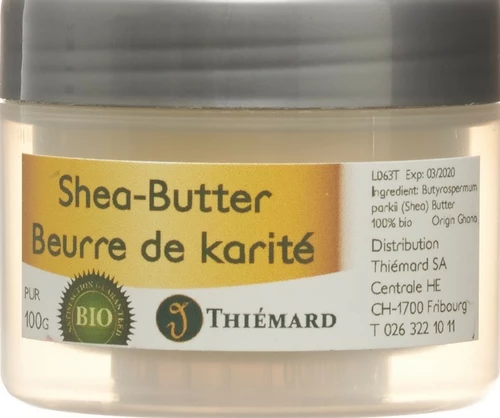 Shea-Butter
Beurre de karité
PUR
100G
BIO
THIÉMARD
L063T Exp: 03/2020
Ingredient: Butyrospermum
parkii (Shea) Butter
100% bio Origin Ghana
Distribution
Thiémard SA
Centrale HE
CH-1700 Fribourg
T 026 322 10 11